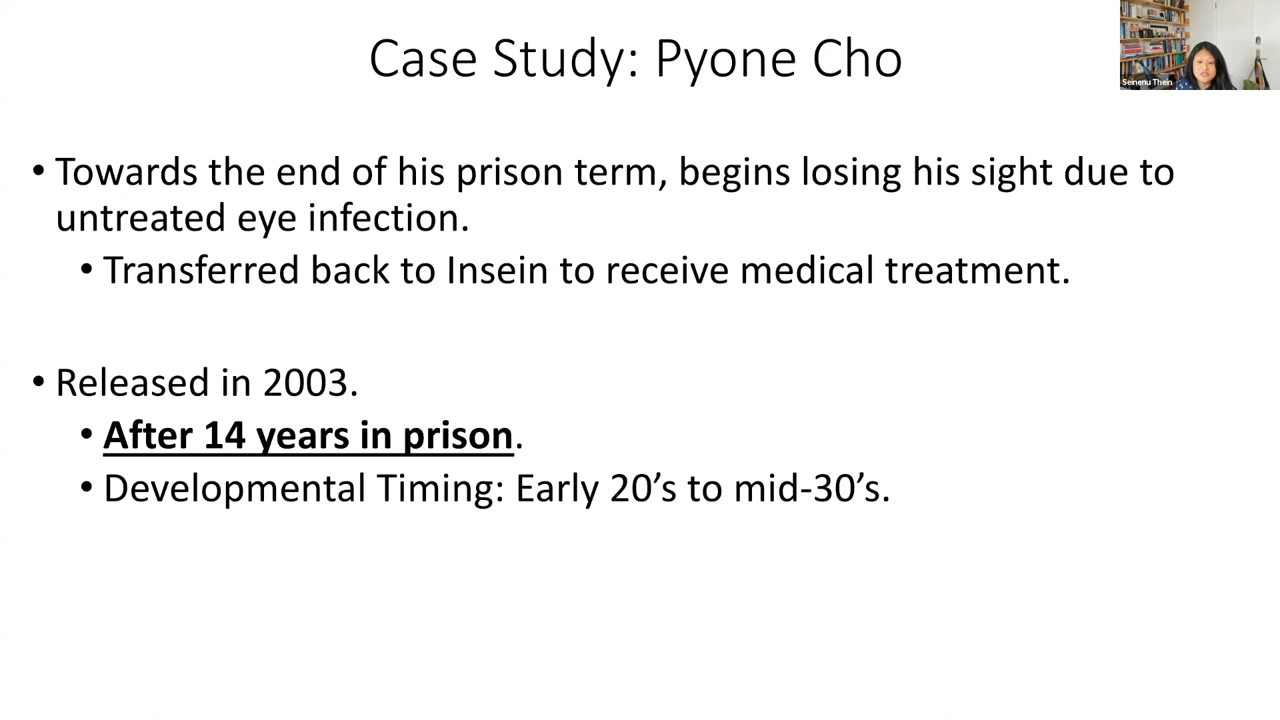 Case Study: Pyone Cho
Seinenu Thein
• Towards the end of his prison term, begins losing his sight due to
untreated eye infection.
• Transferred back to Insein to receive medical treatment.
• Released in 2003.
• After 14 years in prison.
• Developmental Timing: Early 20’s to mid-30’s.